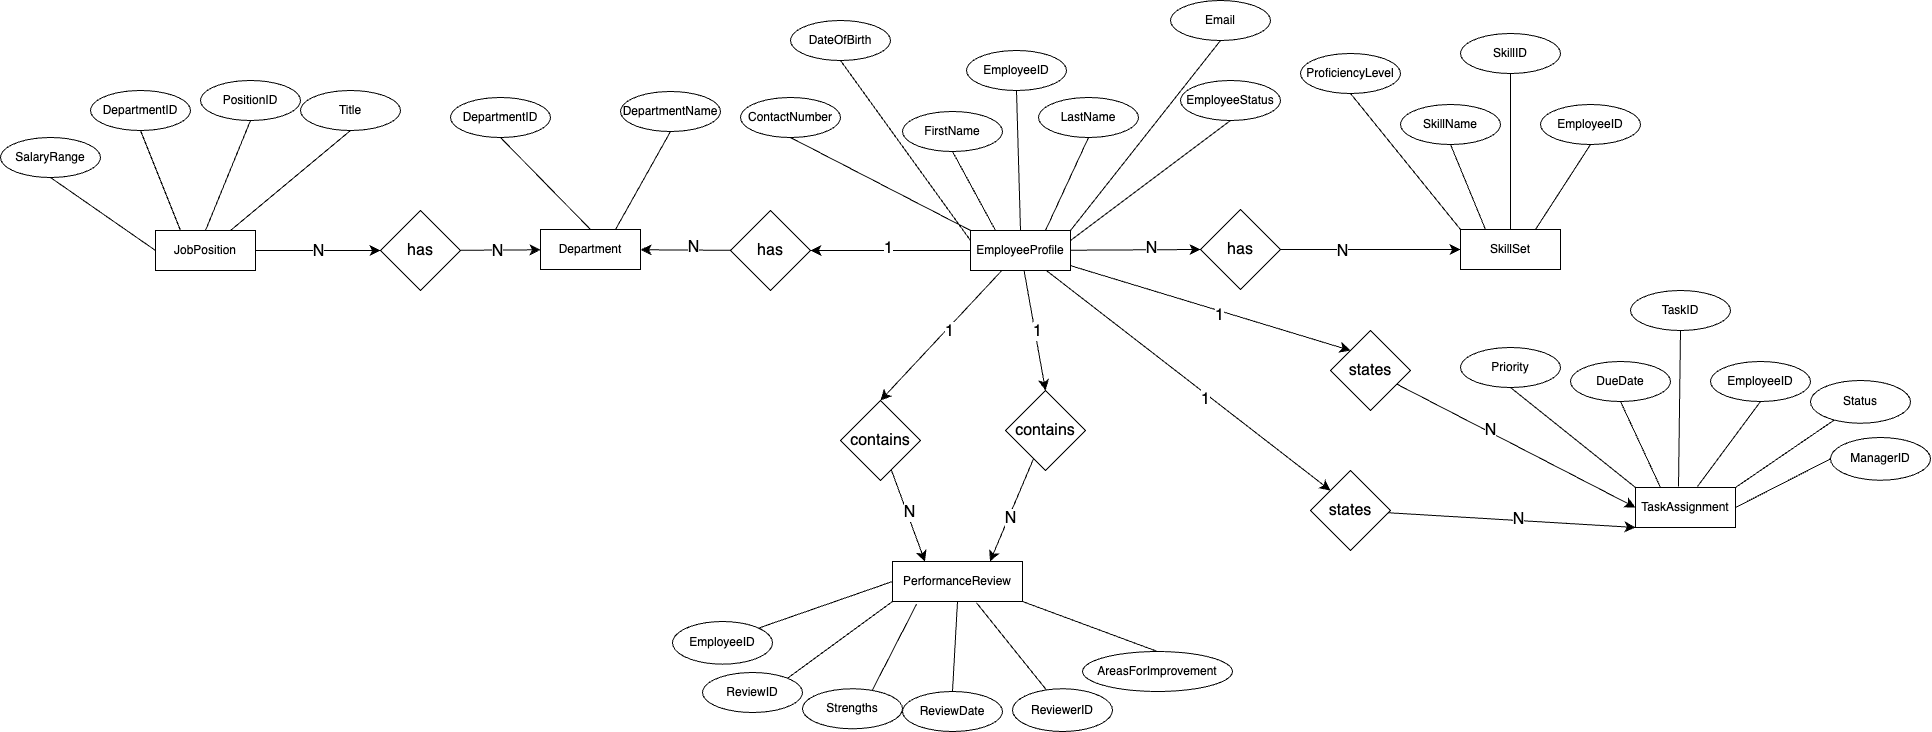 Email
DateOfBirth
SkillID
EmployeeID
ProficiencyLevel
DepartmentID
PositionID
Title
DepartmentID
DepartmentName
ContactNumber
FirstName
LastName
EmployeeStatus
SkillName
EmployeeID
SalaryRange
JobPosition
N
has
N
Department
N
has
1
EmployeeProfile
N
has
N
SkillSet
1
1
1
1
TaskID
states
Priority
DueDate
EmployeeID
Status
contains
contains
N
ManagerID
N
N
states
N
TaskAssignment
PerformanceReview
EmployeeID
ReviewID
Strengths
ReviewDate
ReviewerID
AreasForImprovement